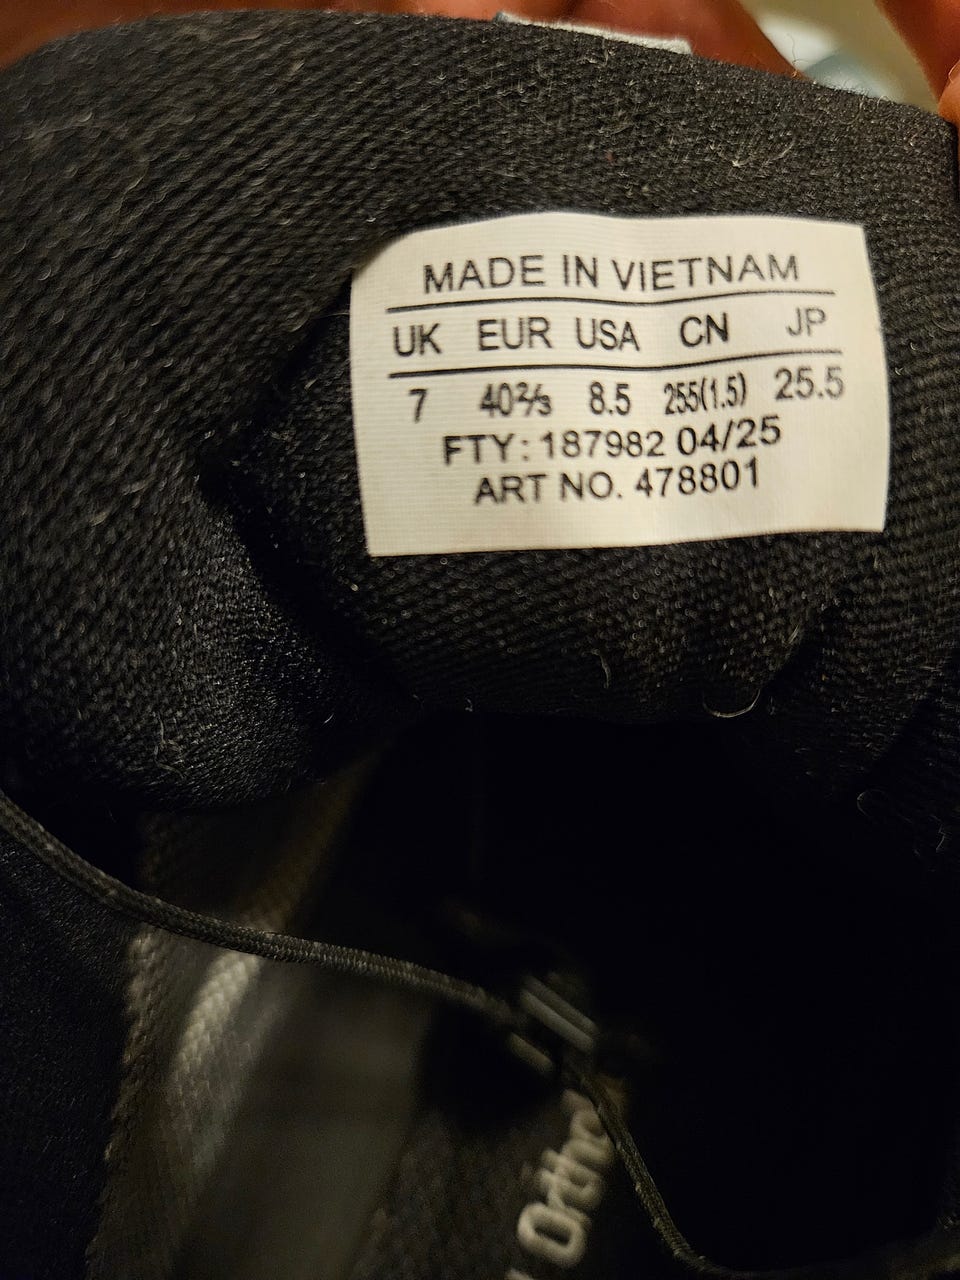 MADE IN VIETNAM
UK EUR USA CN JP
7 40⅔ 8.5 255(1.5) 25.5
FTY: 187982 04/25
ART NO. 478801